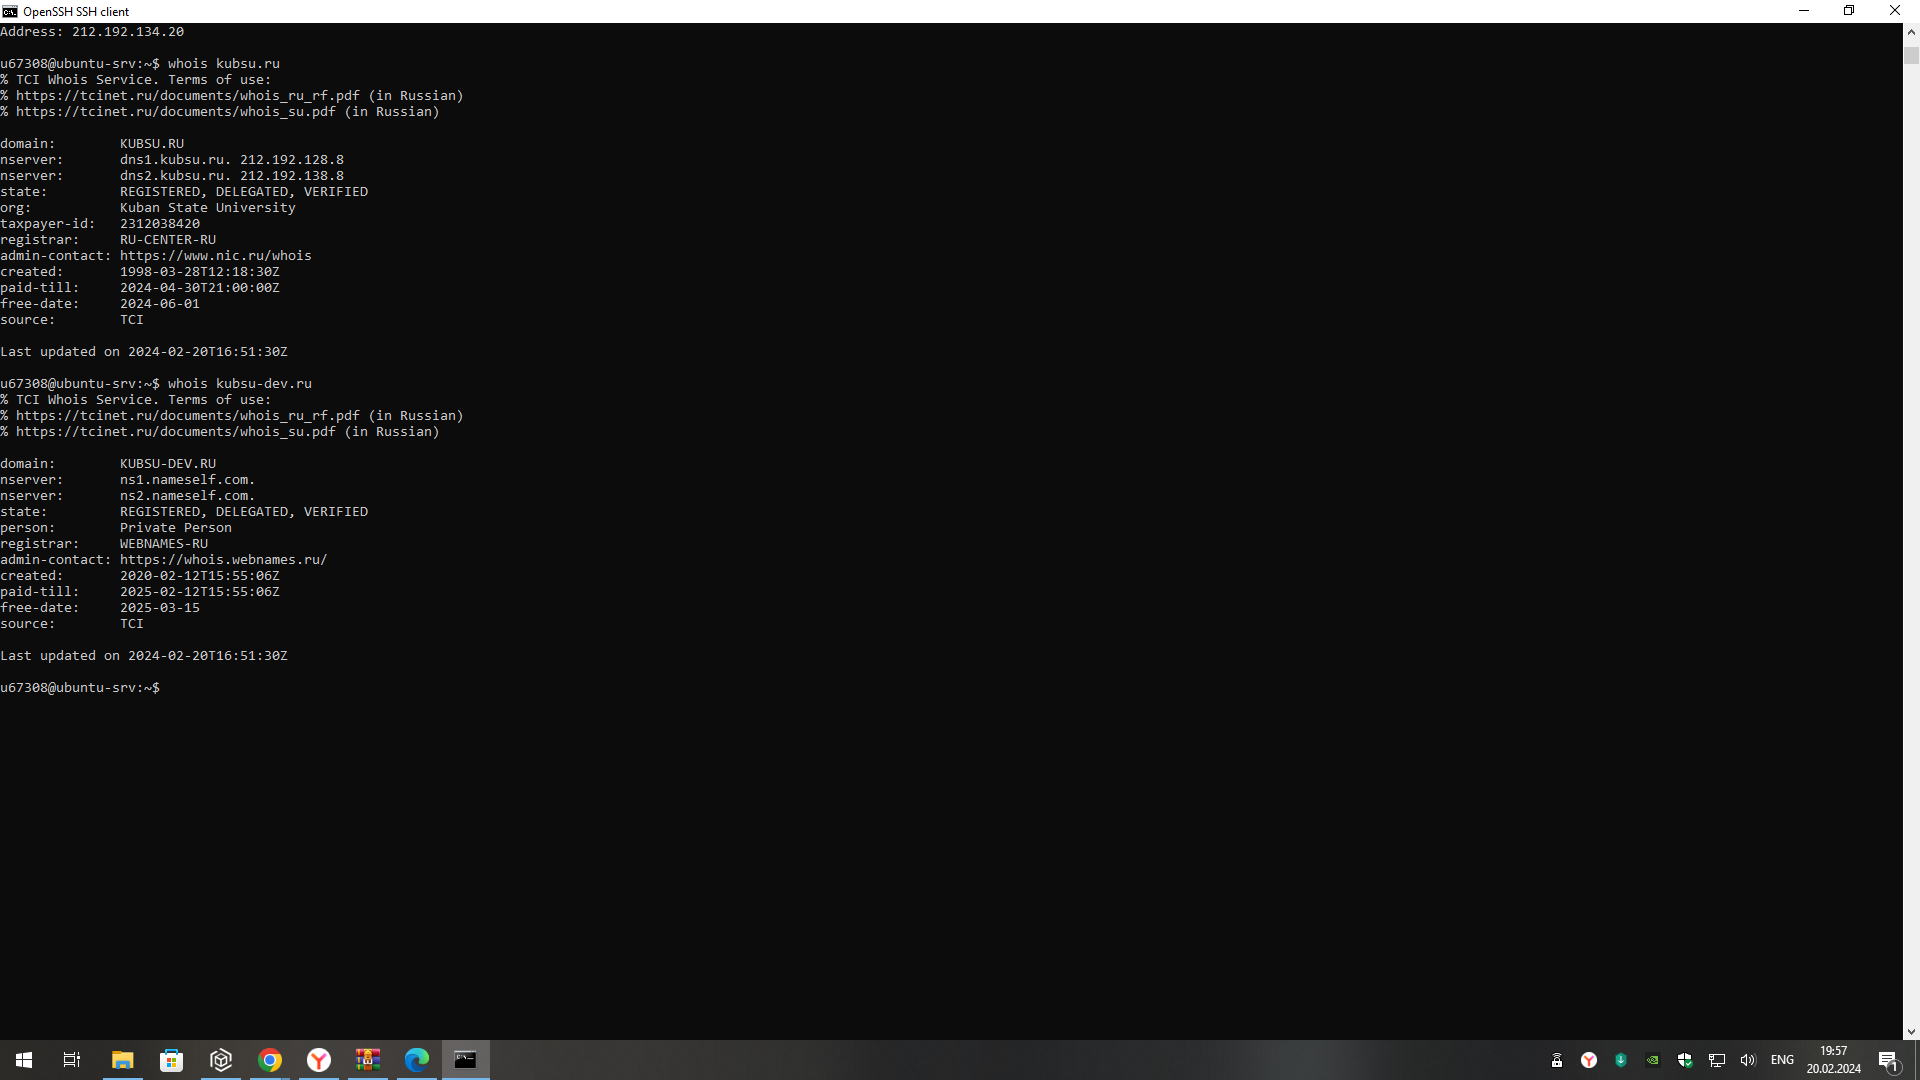 OpenSSH SSH client
Address: 212.192.134.20
u67308@ubuntu-srv:~$ whois kubsu.ru
% TCI Whois Service. Terms of use:
% https://tcinet.ru/documents/whois_ru_rf.pdf (in Russian)
% https://tcinet.ru/documents/whois_su.pdf (in Russian)
domain:        KUBSU.RU
nserver:       dns1.kubsu.ru. 212.192.128.8
nserver:       dns2.kubsu.ru. 212.192.138.8
state:         REGISTERED, DELEGATED, VERIFIED
org:           Kuban State University
taxpayer-id:   2312038420
registrar:     RU-CENTER-RU
admin-contact: https://www.nic.ru/whois
created:       1998-03-28T12:18:30Z
paid-till:     2024-04-30T21:00:00Z
free-date:     2024-06-01
source:        TCI
Last updated on 2024-02-20T16:51:30Z
u67308@ubuntu-srv:~$ whois kubsu-dev.ru
% TCI Whois Service. Terms of use:
% https://tcinet.ru/documents/whois_ru_rf.pdf (in Russian)
% https://tcinet.ru/documents/whois_su.pdf (in Russian)
domain:        KUBSU-DEV.RU
nserver:       ns1.nameself.com.
nserver:       ns2.nameself.com.
state:         REGISTERED, DELEGATED, VERIFIED
person:        Private Person
registrar:     WEBNAMES-RU
admin-contact: https://whois.webnames.ru/
created:       2020-02-12T15:55:06Z
paid-till:     2025-02-12T15:55:06Z
free-date:     2025-03-15
source:        TCI
Last updated on 2024-02-20T16:51:30Z
u67308@ubuntu-srv:~$
ENG
19:57
20.02.2024
1